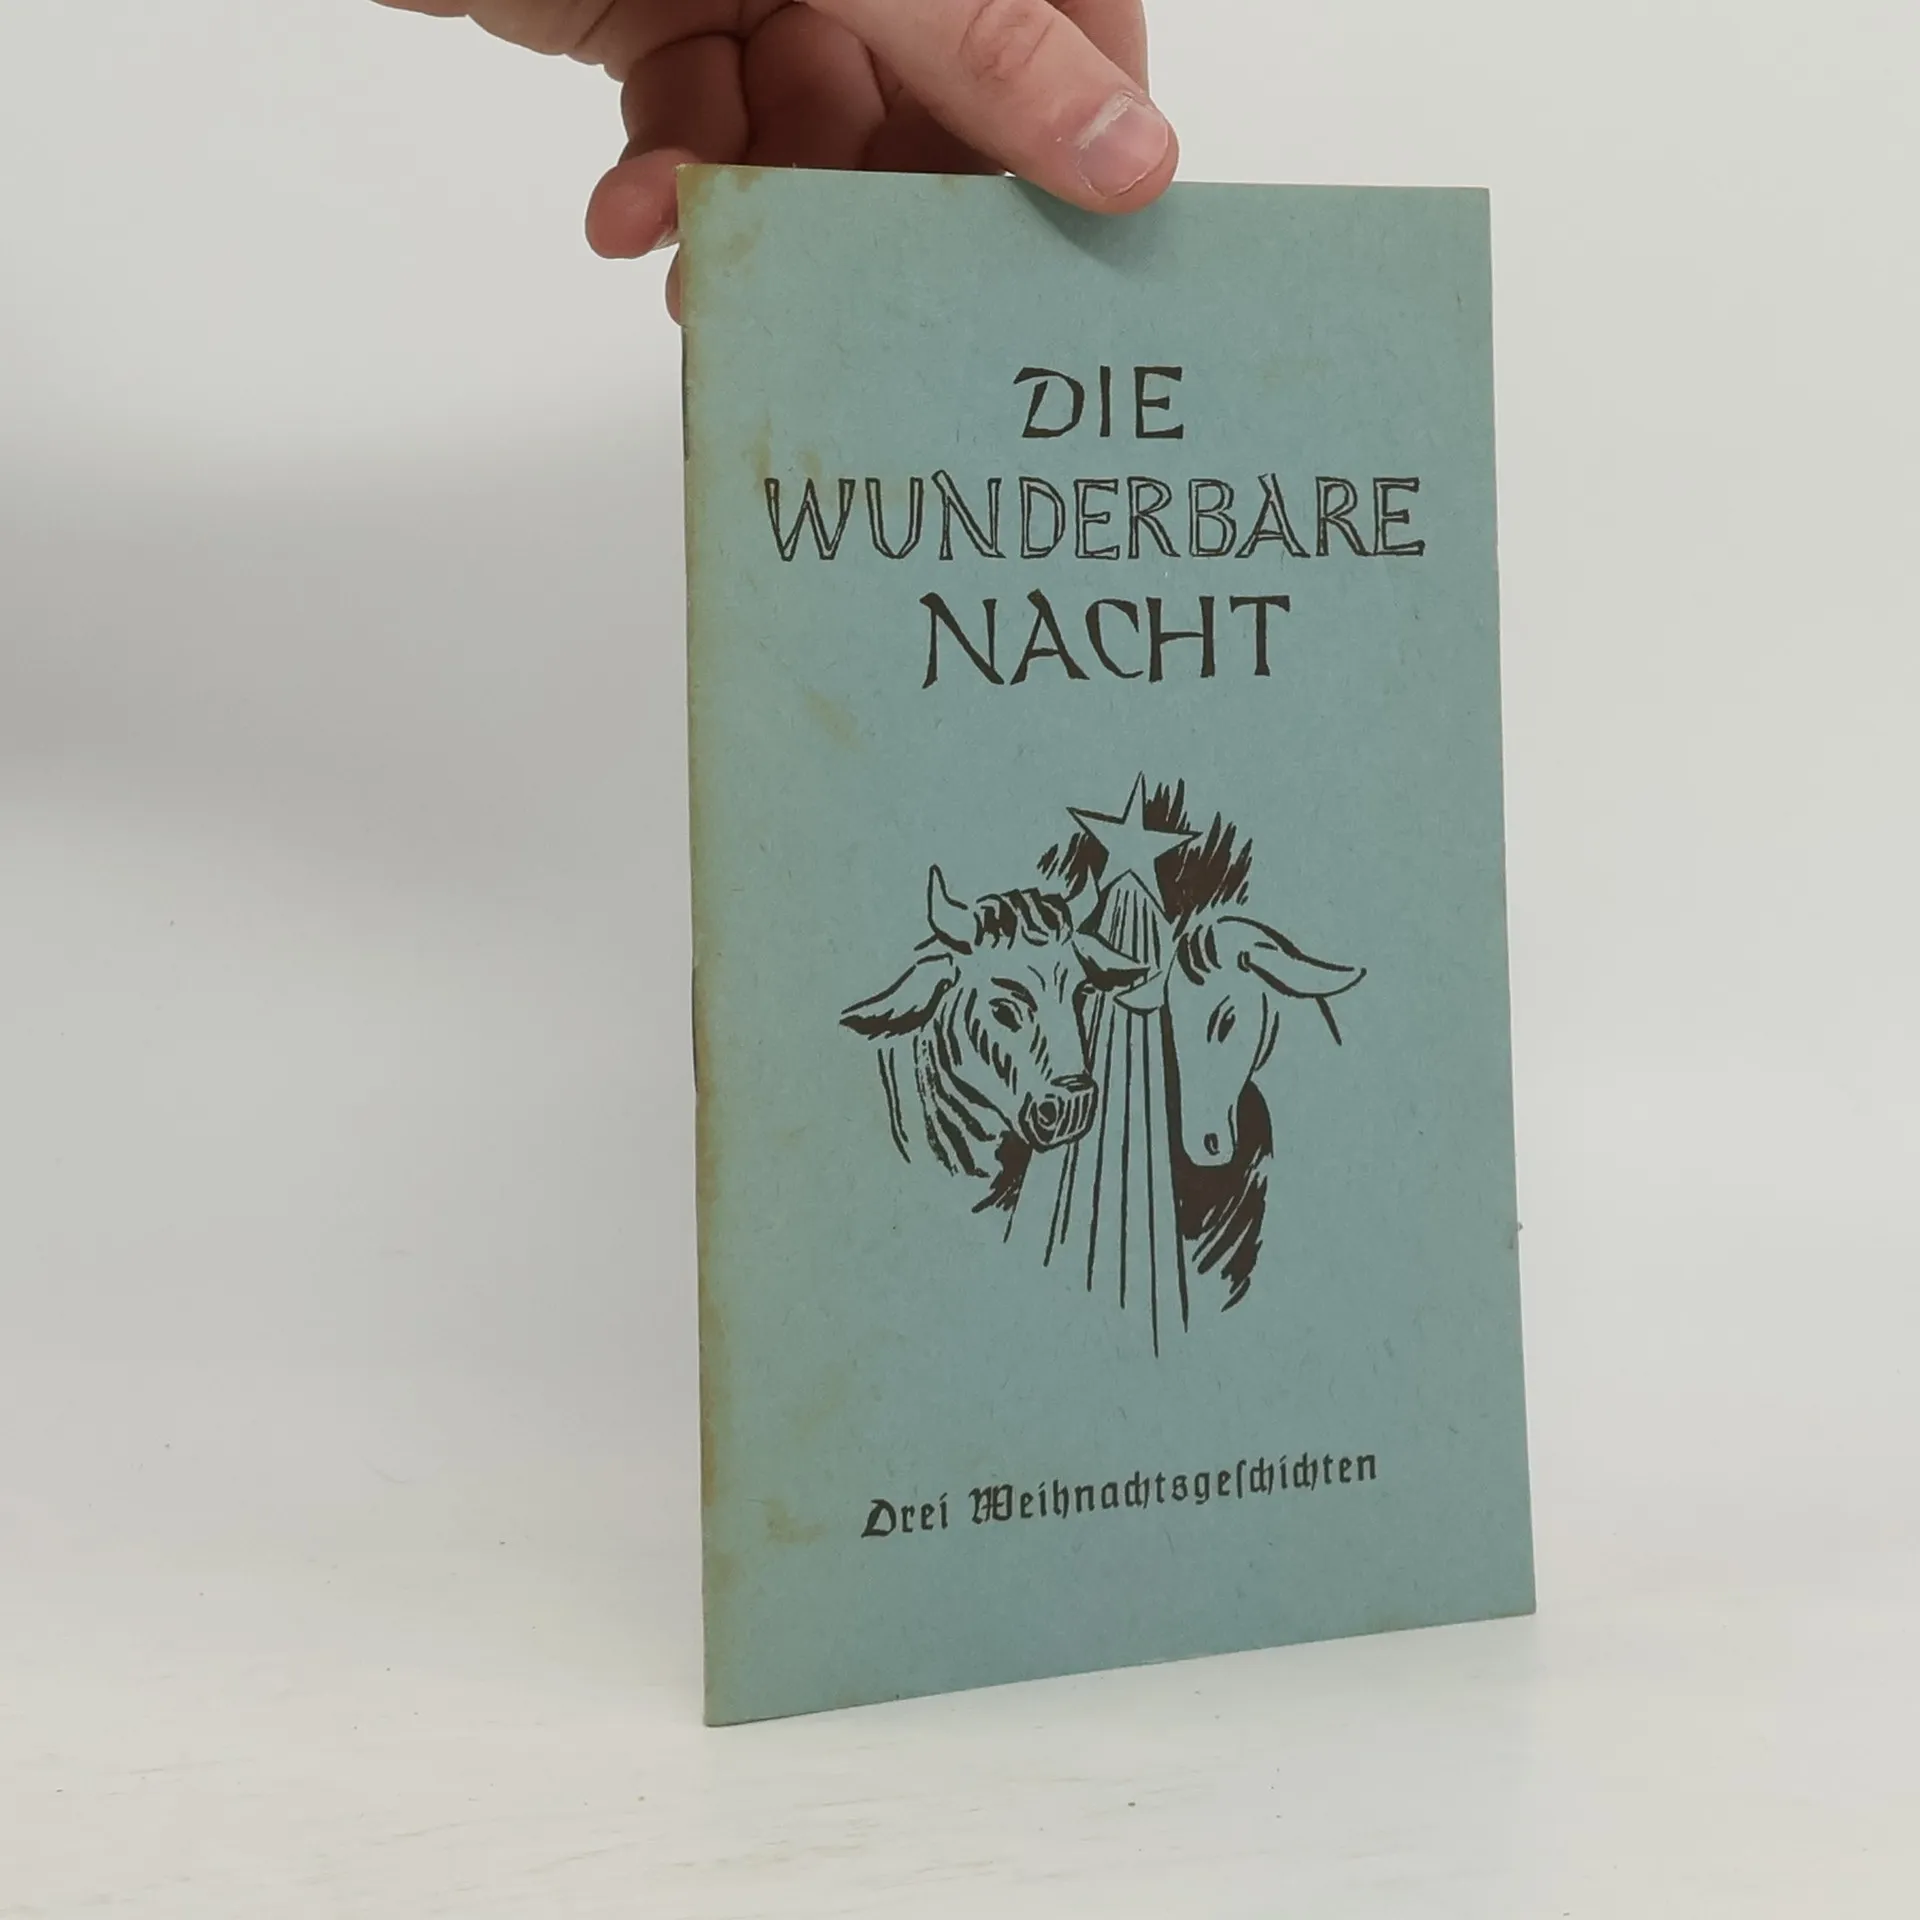 DIE
WUNDERBARE
NACHT
Drei Weihnachtsgeſchichten